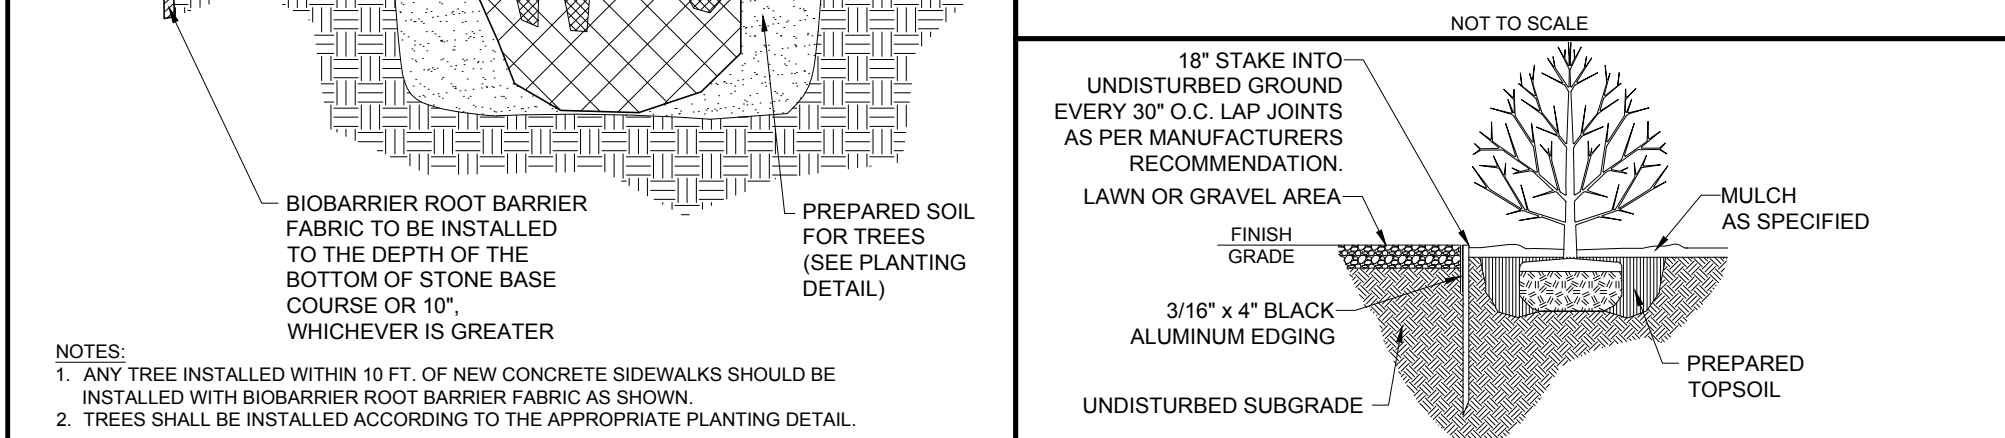 BIOBARRIER ROOT BARRIER
FABRIC TO BE INSTALLED
TO THE DEPTH OF THE
BOTTOM OF STONE BASE
COURSE OR 10",
WHICHEVER IS GREATER
PREPARED SOIL
FOR TREES
(SEE PLANTING
DETAIL)
NOTES:
1. ANY TREE INSTALLED WITHIN 10 FT. OF NEW CONCRETE SIDEWALKS SHOULD BE
INSTALLED WITH BIOBARRIER ROOT BARRIER FABRIC AS SHOWN.
2. TREES SHALL BE INSTALLED ACCORDING TO THE APPROPRIATE PLANTING DETAIL.
NOT TO SCALE
18" STAKE INTO
UNDISTURBED GROUND
EVERY 30" O.C. LAP JOINTS
AS PER MANUFACTURERS
RECOMMENDATION.
LAWN OR GRAVEL AREA
FINISH
GRADE
3/16" x 4" BLACK
ALUMINUM EDGING
UNDISTURBED SUBGRADE
MULCH
AS SPECIFIED
PREPARED
TOPSOIL